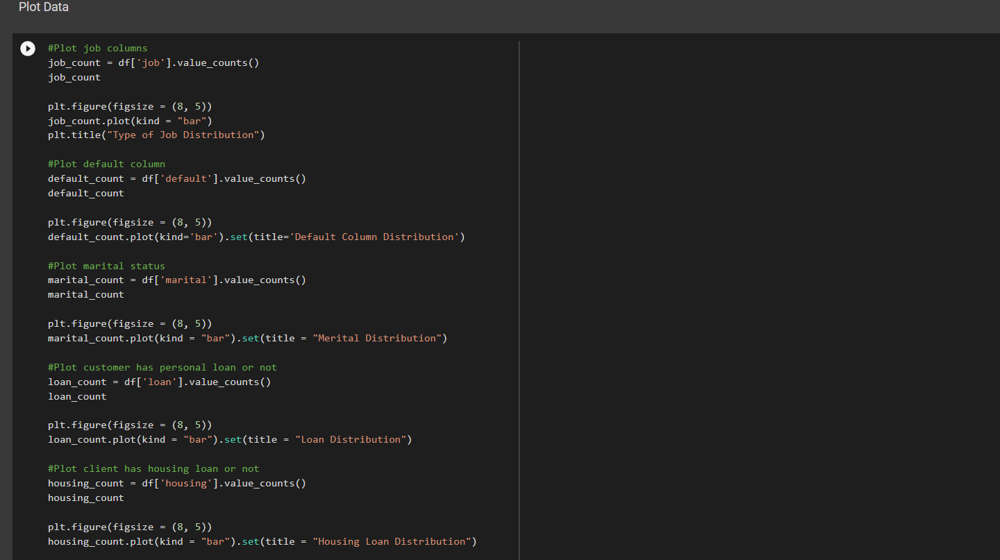 Plot Data
#Plot job columns
job_count = df['job'].value_counts()
job_count
plt.figure(figsize = (8, 5))
job_count.plot(kind = "bar")
plt.title("Type of Job Distribution")
#Plot default column
default_count = df['default'].value_counts()
default_count
plt.figure(figsize = (8, 5))
default_count.plot(kind='bar').set(title='Default Column Distribution')
#Plot marital status
marital_count = df['marital'].value_counts()
marital_count
plt.figure(figsize = (8, 5))
marital_count.plot(kind = "bar").set(title = "Merital Distribution")
#Plot customer has personal loan or not
loan_count = df['loan'].value_counts()
loan_count
plt.figure(figsize = (8, 5))
loan_count.plot(kind = "bar").set(title = "Loan Distribution")
#Plot client has housing loan or not
housing_count = df['housing'].value_counts()
housing_count
plt.figure(figsize = (8, 5))
housing_count.plot(kind = "bar").set(title = "Housing Loan Distribution")